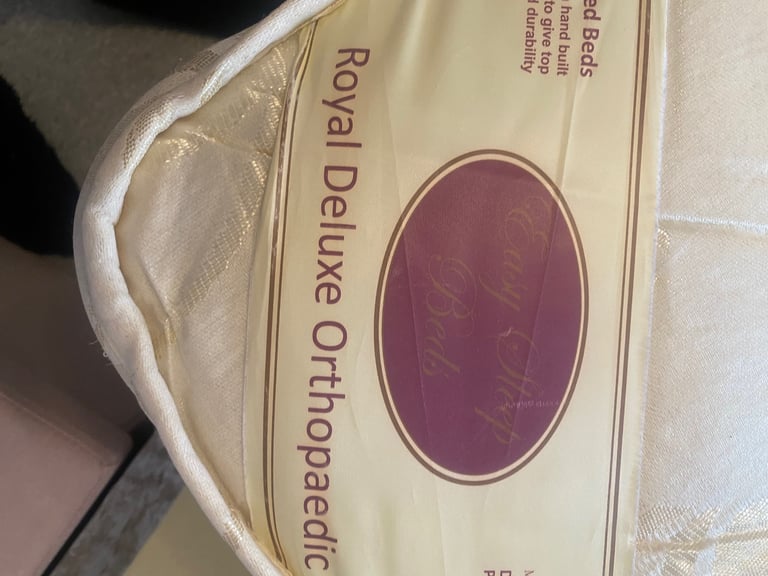 ed Beds
hand built
to give top
durability
Easy Sleep
Beds
Royal Deluxe Orthopaedic